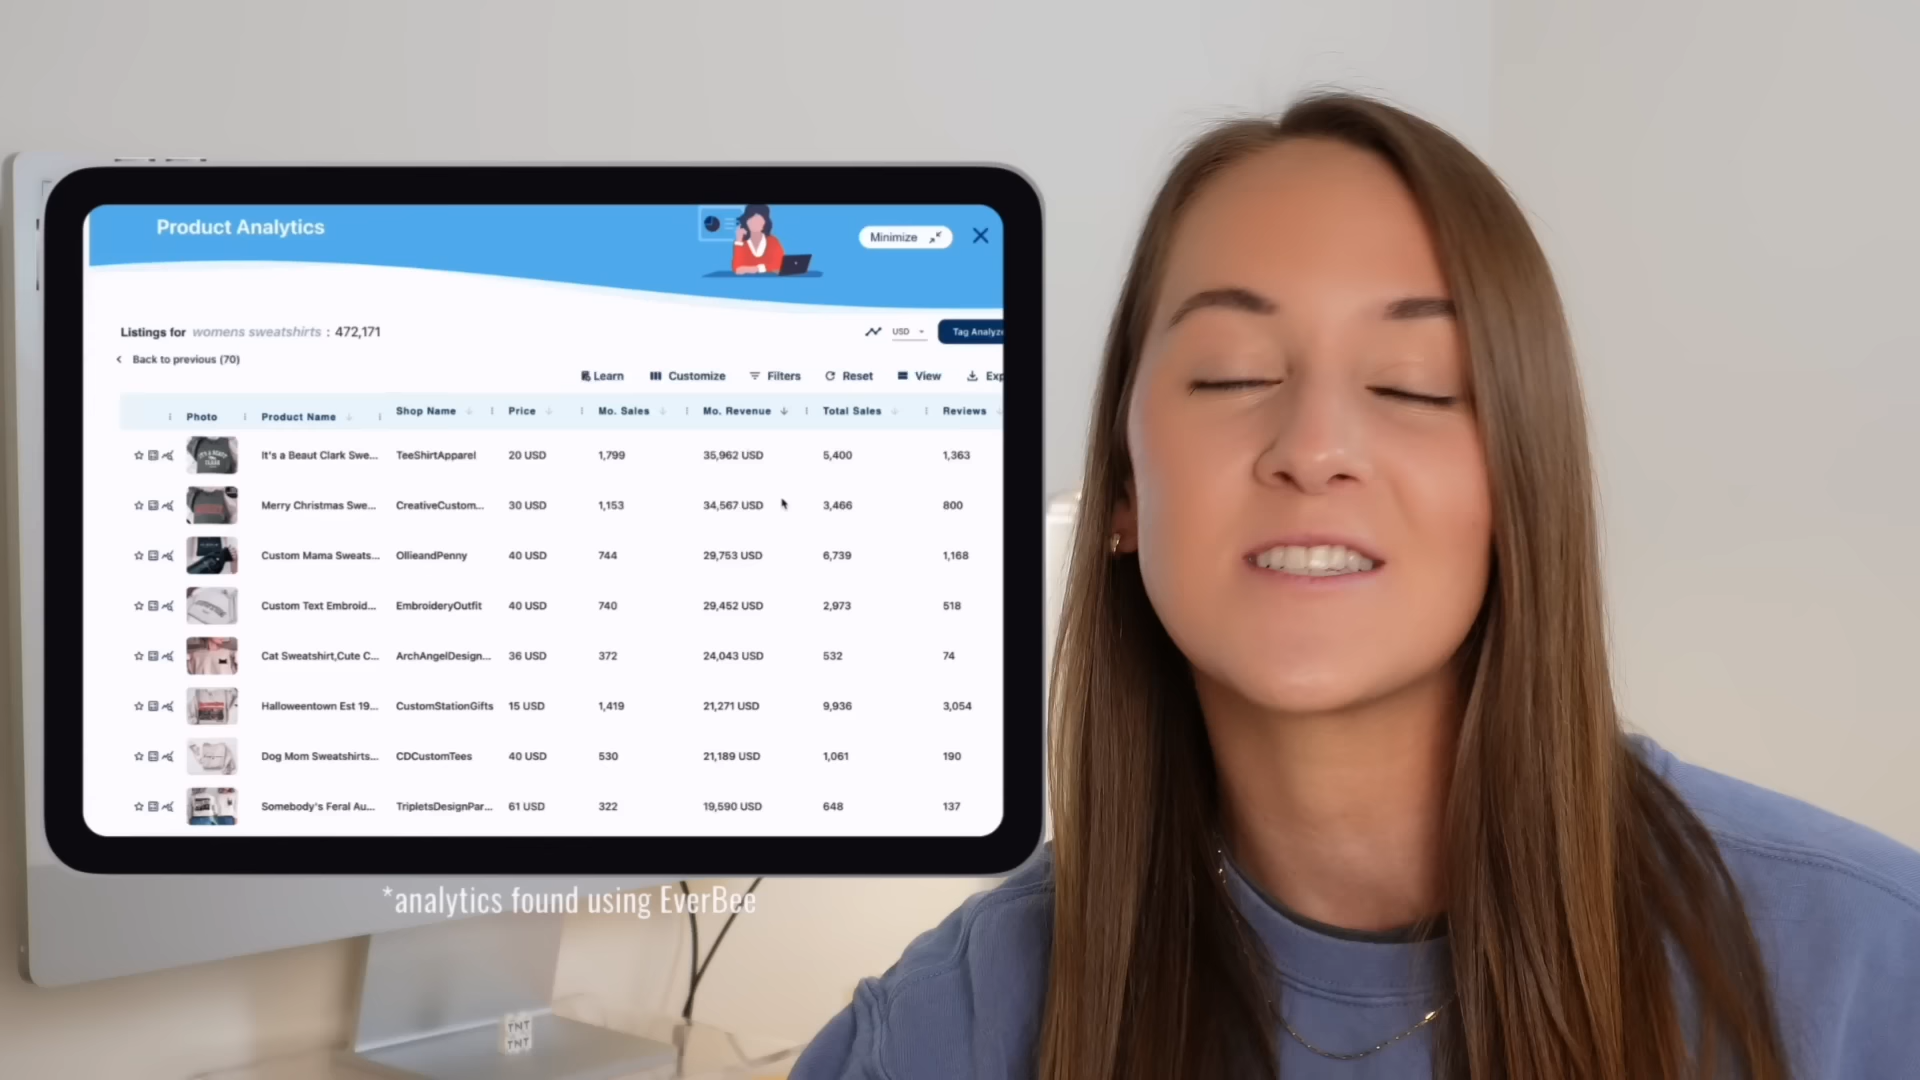 Product Analytics
Minimize
Listings for womens sweatshirts : 472,171
USD
Tag Analyze
Back to previous (70)
Learn Customize Filters Reset View Exp
Photo Product Name Shop Name Price Mo. Sales Mo. Revenue Total Sales Reviews
It's a Beaut Clark Swe... TeeShirtApparel 20 USD 1,799 35,962 USD 5,400 1,363
Merry Christmas Swe... CreativeCustom... 30 USD 1,153 34,567 USD 3,466 800
Custom Mama Sweats... OllieandPenny 40 USD 744 29,753 USD 6,739 1,168
Custom Text Embroid... EmbroideryOutfit 40 USD 740 29,452 USD 2,973 518
Cat Sweatshirt,Cute C... ArchAngelDesign... 36 USD 372 24,043 USD 532 74
Halloweentown Est 19... CustomStationGifts 15 USD 1,419 21,271 USD 9,936 3,054
Dog Mom Sweatshirts... CDCustomTees 40 USD 530 21,189 USD 1,061 190
Somebody's Feral Au... TripletsDesignPar... 61 USD 322 19,590 USD 648 137
*analytics found using EverBee
TNT
TNT